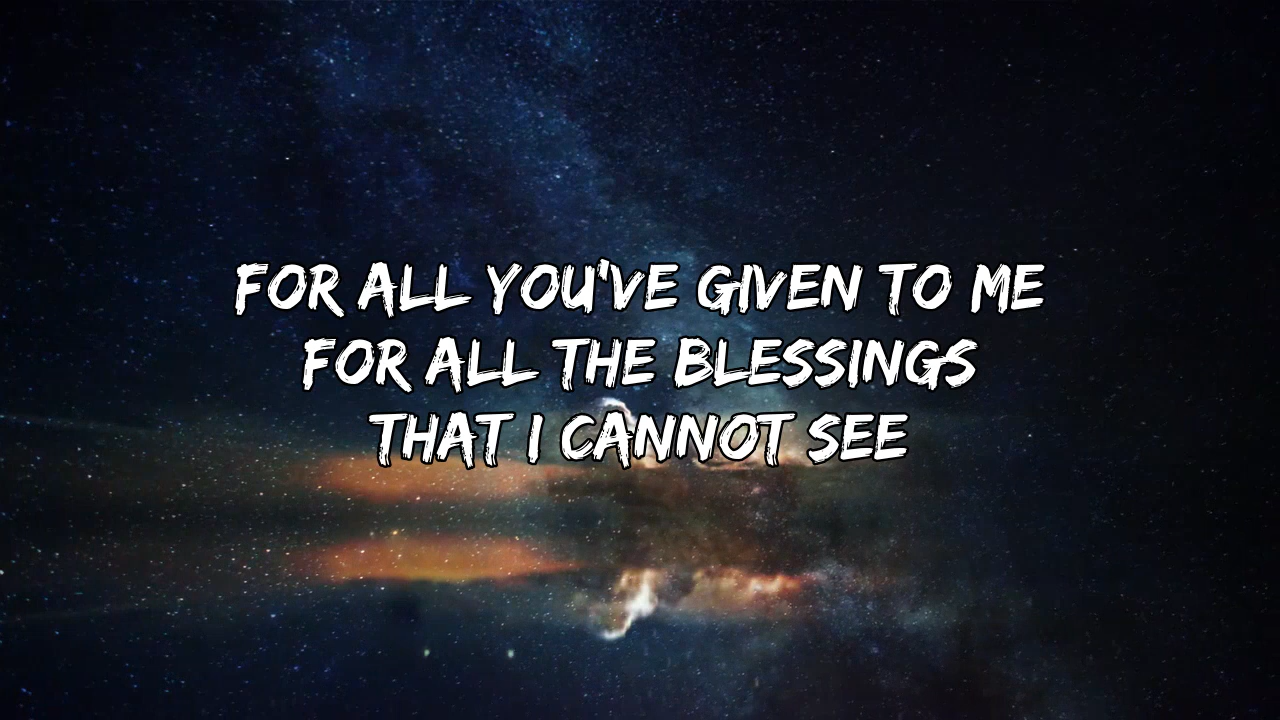 FOR ALL YOU'VE GIVEN TO ME
FOR ALL THE BLESSINGS
THAT I CANNOT SEE